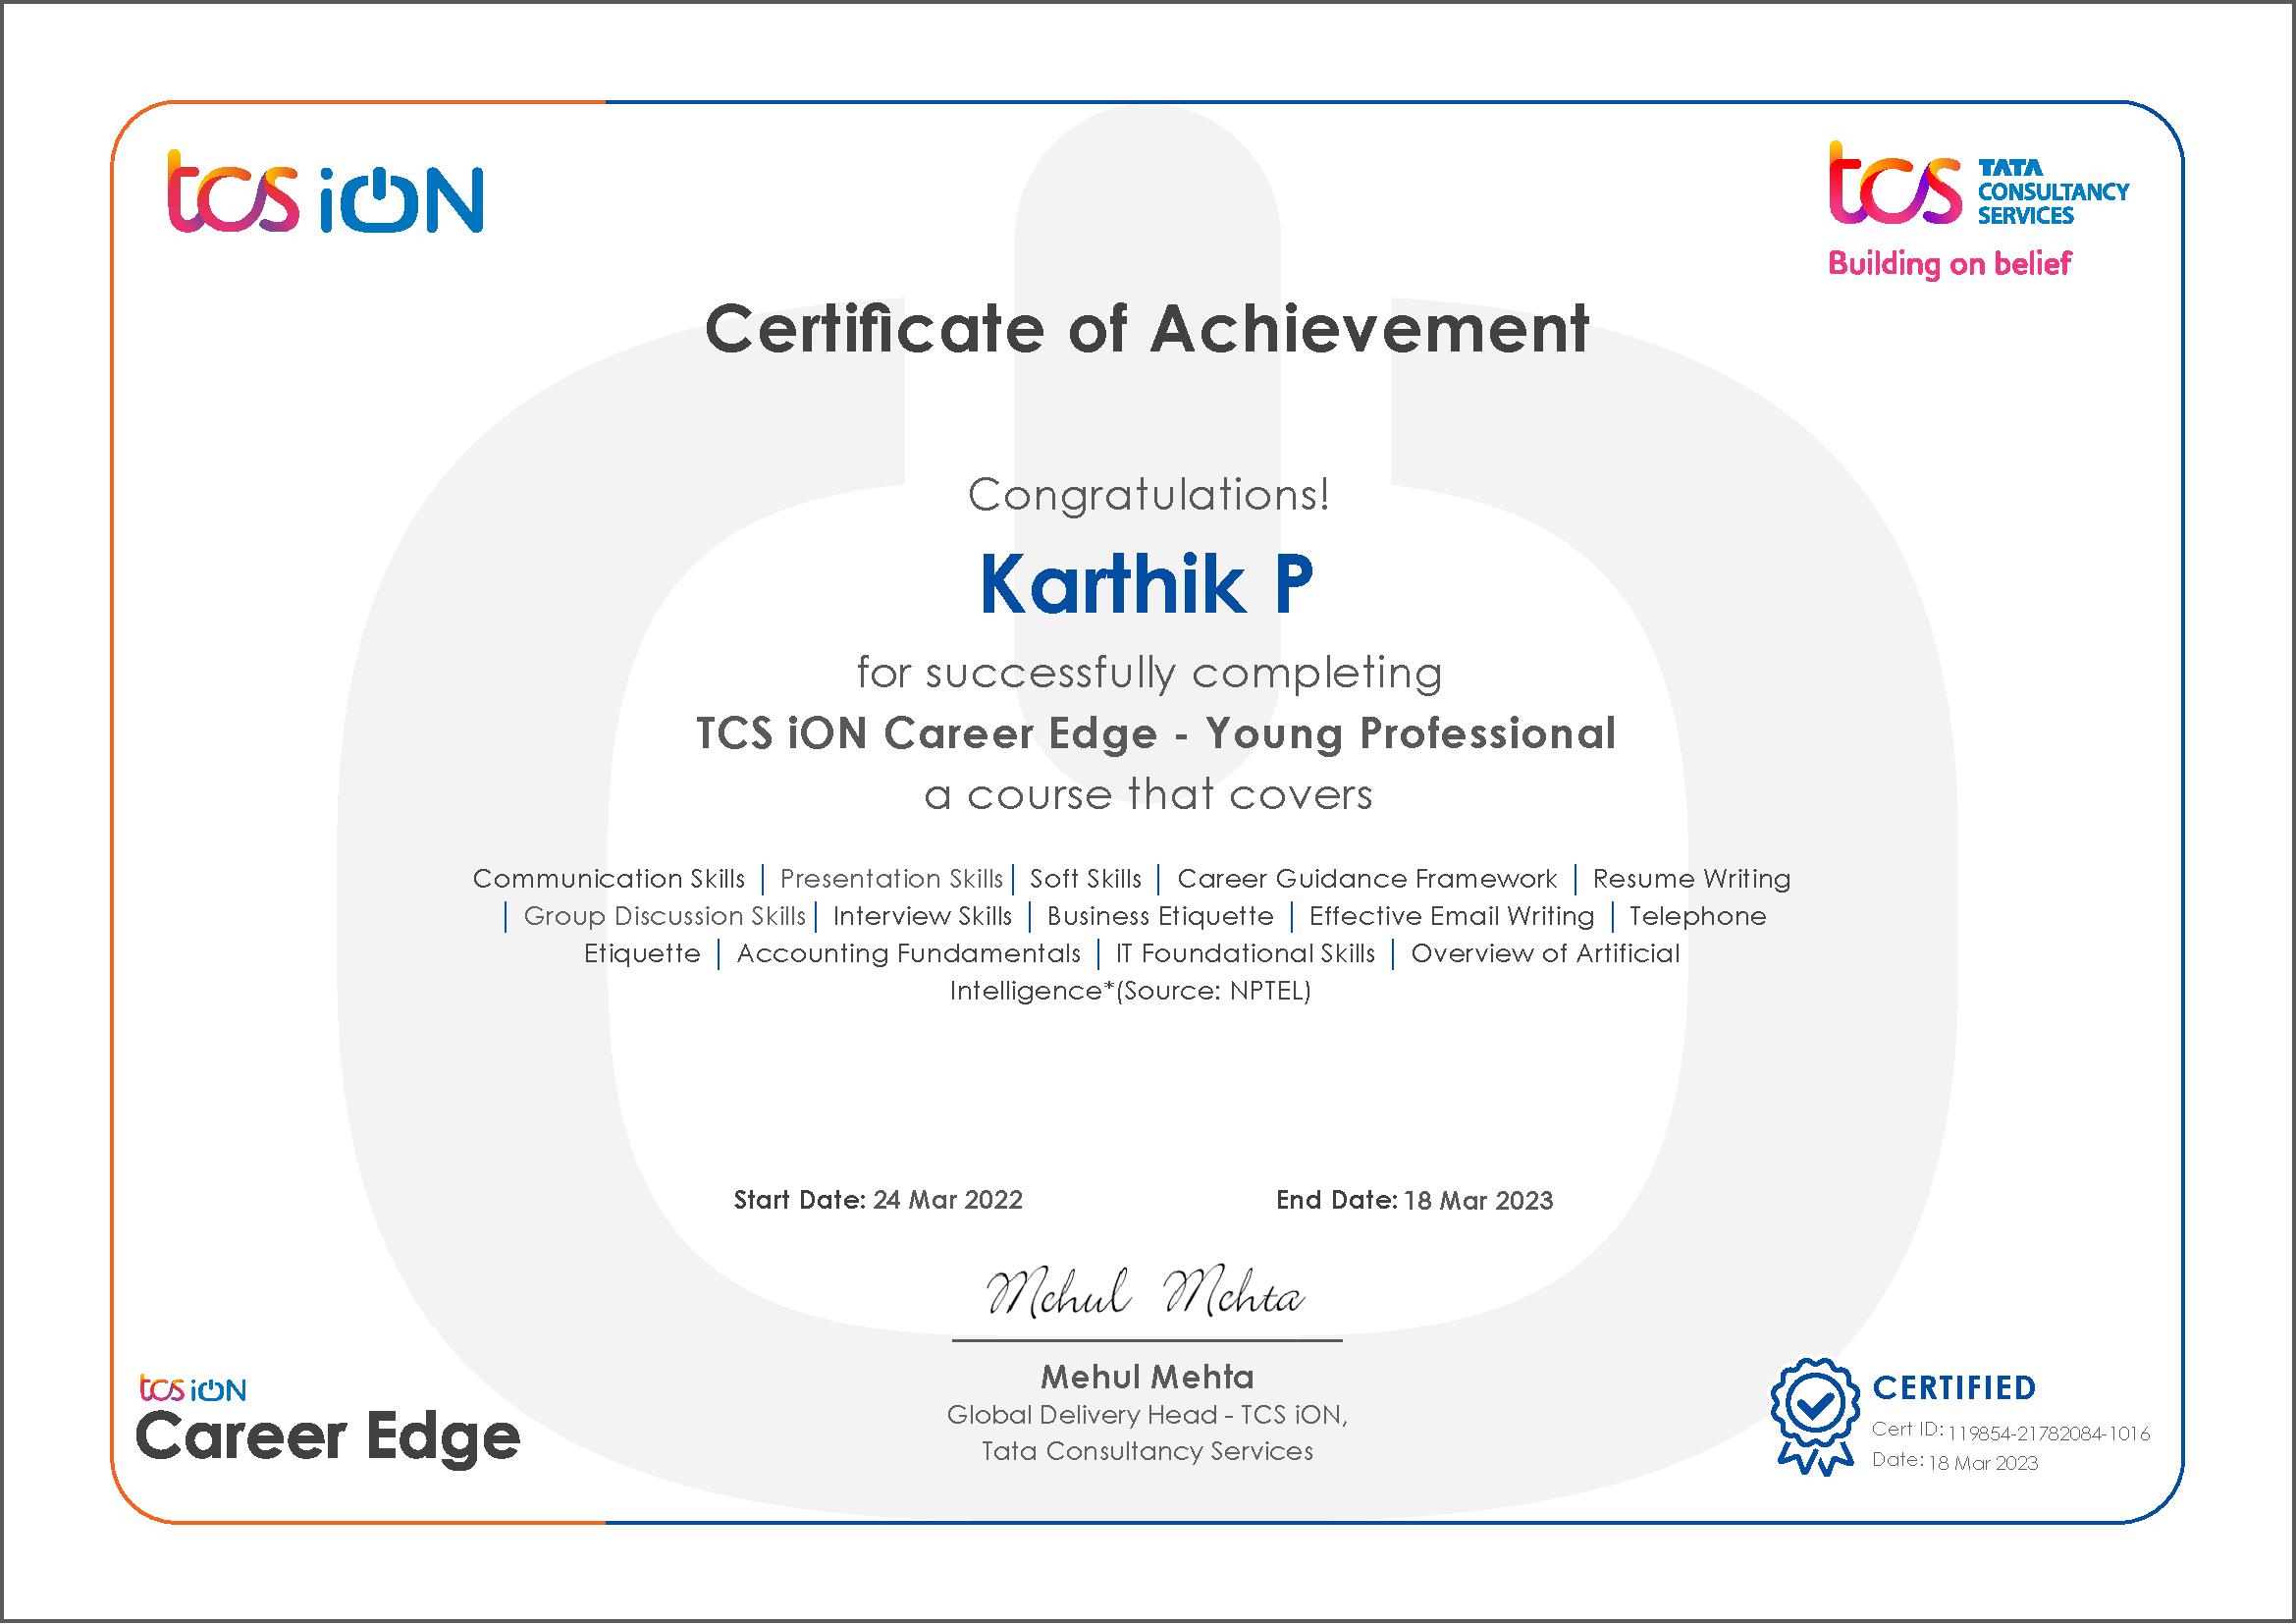 tcs iON
tcs TATA
CONSULTANCY
SERVICES
Building on belief
Certificate of Achievement
Congratulations!
Karthik P
for successfully completing
TCS iON Career Edge - Young Professional
a course that covers
Communication Skills | Presentation Skills | Soft Skills | Career Guidance Framework | Resume Writing
| Group Discussion Skills | Interview Skills | Business Etiquette | Effective Email Writing | Telephone
Etiquette | Accounting Fundamentals | IT Foundational Skills | Overview of Artificial
Intelligence*(Source: NPTEL)
Start Date: 24 Mar 2022 End Date: 18 Mar 2023
Mehul Mehta
Mehul Mehta
Global Delivery Head - TCS iON,
Tata Consultancy Services
tcs iON
Career Edge
CERTIFIED
Cert ID: 119854-21782084-1016
Date: 18 Mar 2023